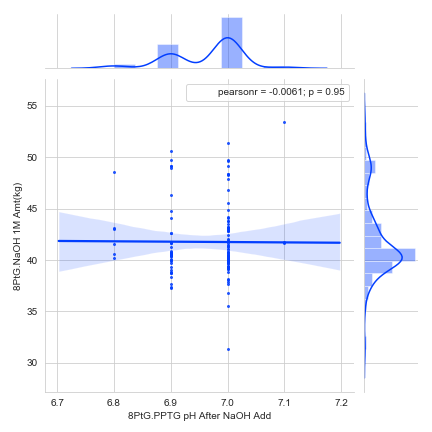 pearsonr = -0.0061; p = 0.95
55
50
45
40
35
30
8PtG.NaOH 1M Amt(kg)
6.7 6.8 6.9 7.0 7.1 7.2
8PTG.PPTG pH After NaOH Add